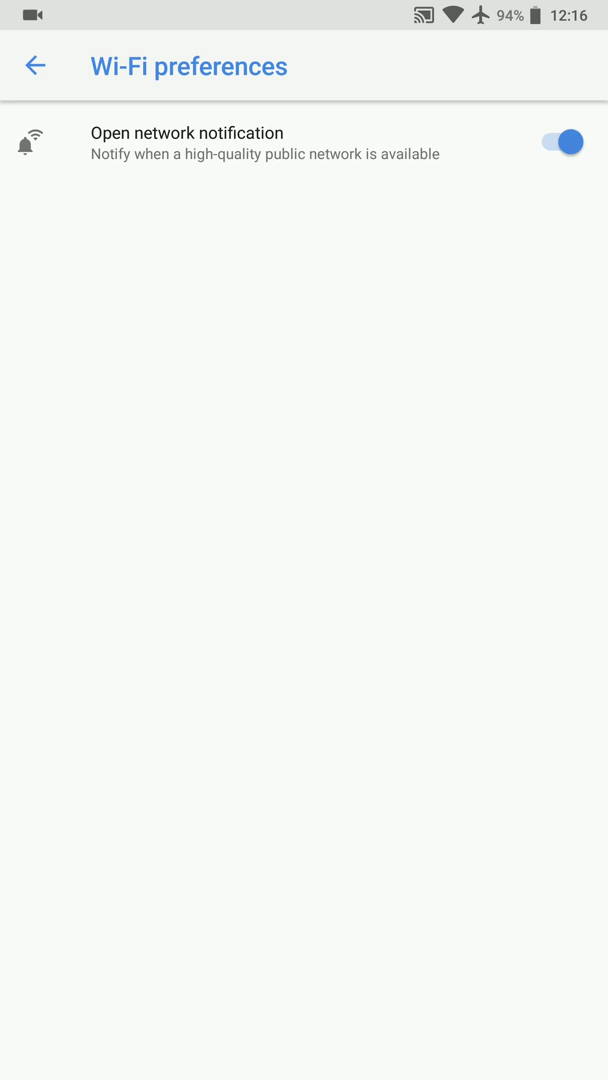 94% 12:16
Wi-Fi preferences
Open network notification
Notify when a high-quality public network is available